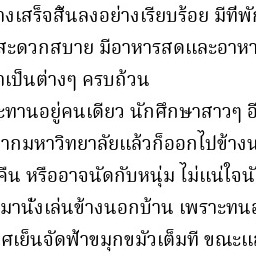 างเสร็จสิ้นลงอย่างเรียบร้อย มีที่พัก
สะดวกสบาย มีอาหารสดและอาหา
าเป็นต่างๆ ครบถ้วน
ะทานอยู่คนเดียว นักศึกษาสาวๆ อี
ากมหาวิทยาลัยแล้วก็ออกไปข้างน
คืน หรืออาจนัดกับหนุ่ม ไม่แน่ใจนั
มานั่งเล่นข้างนอกบ้าน เพราะทนอ
ศเย็นจัดฟ้าขมุกขมัวเต็มที ขณะแส